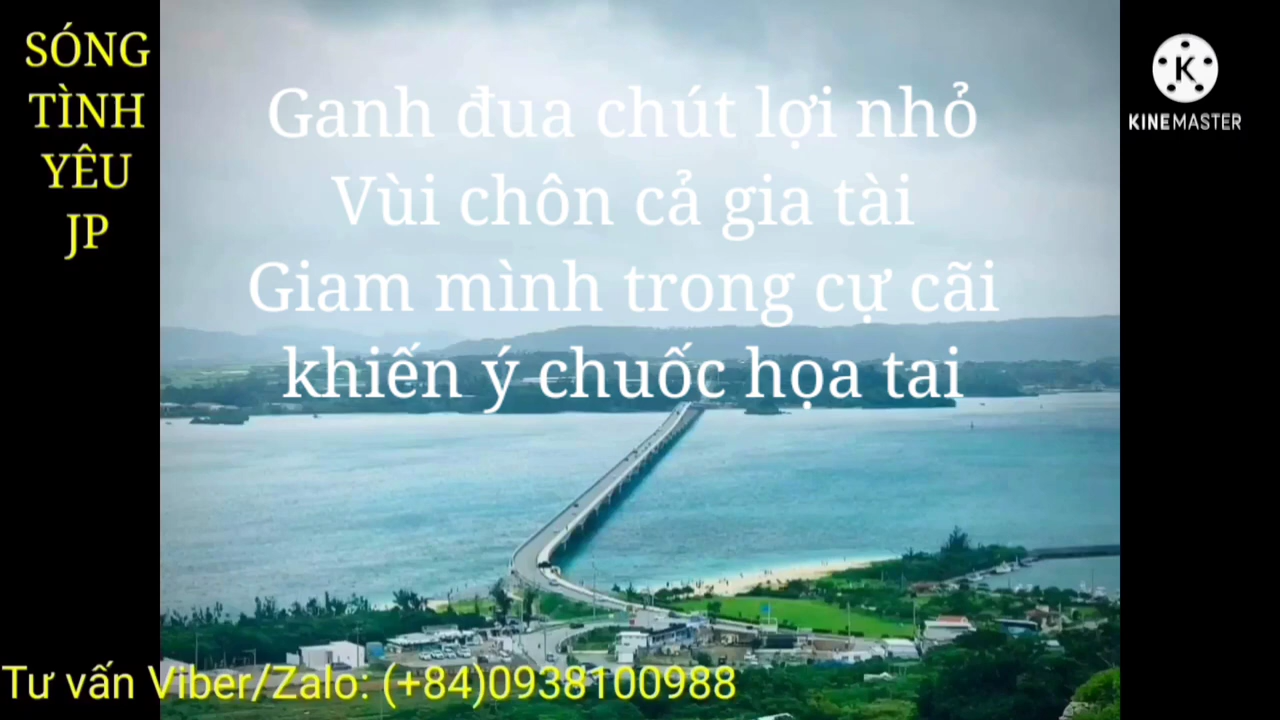 SÓNG
TÌNH
YÊU
JP
Ganh đua chút lợi nhỏ
Vùi chôn cả gia tài
Giam mình trong cự cãi
khiến ý chuốc họa tai
K
KINEMASTER
Tư vấn Viber/Zalo: (+84)0938100988